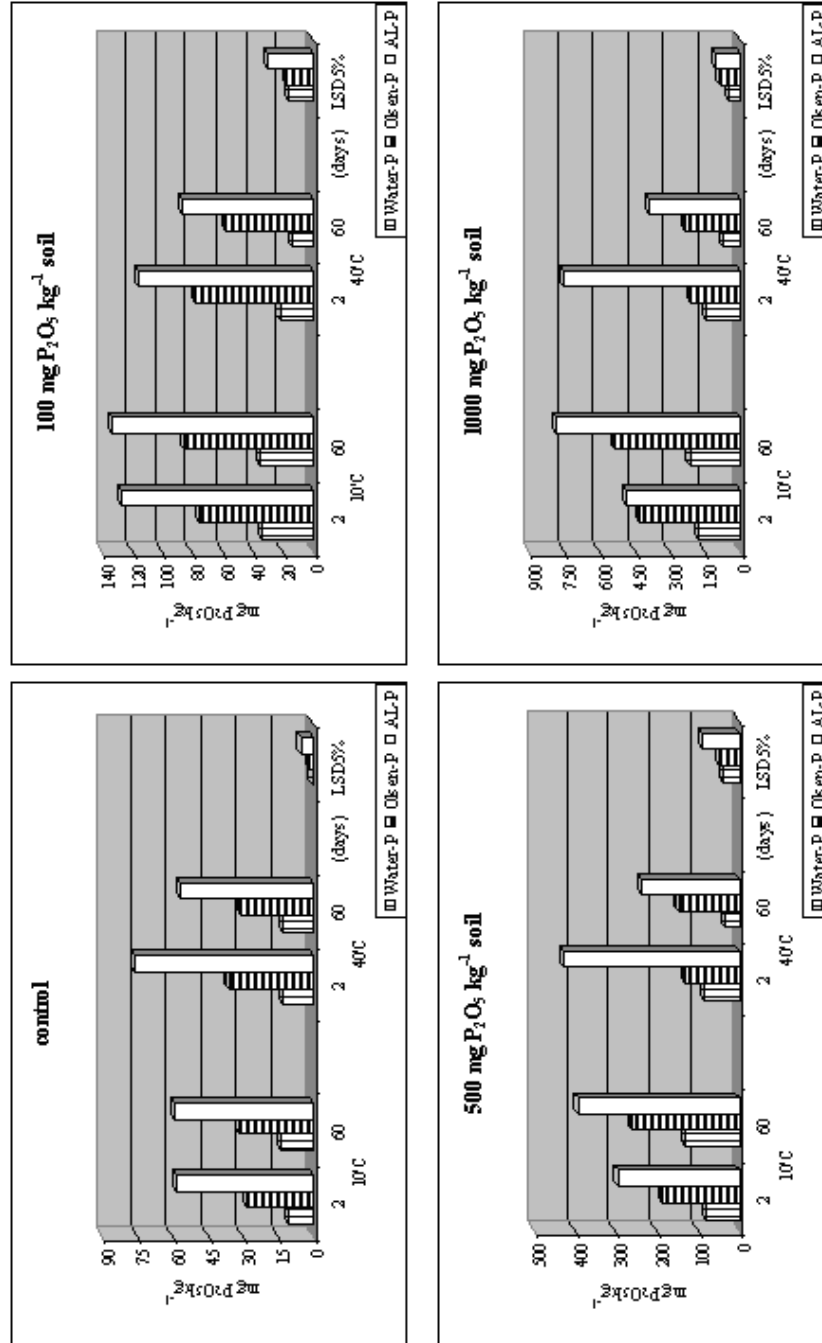 control
mg P₂O₅ kg⁻¹
90
75
60
45
30
15
0
2 60 2 60 (days) LSD5%
10°C 40°C
Water-P Olsen-P AL-P
100 mg P₂O₅ kg⁻¹ soil
mg P₂O₅ kg⁻¹
140
120
100
80
60
40
20
0
2 60 2 60 (days) LSD5%
10°C 40°C
Water-P Olsen-P AL-P
500 mg P₂O₅ kg⁻¹ soil
mg P₂O₅ kg⁻¹
500
400
300
200
100
0
2 60 2 60 (days) LSD5%
10°C 40°C
Water-P Olsen-P AL-P
1000 mg P₂O₅ kg⁻¹ soil
mg P₂O₅ kg⁻¹
900
750
600
450
300
150
0
2 60 2 60 (days) LSD5%
10°C 40°C
Water-P Olsen-P AL-P